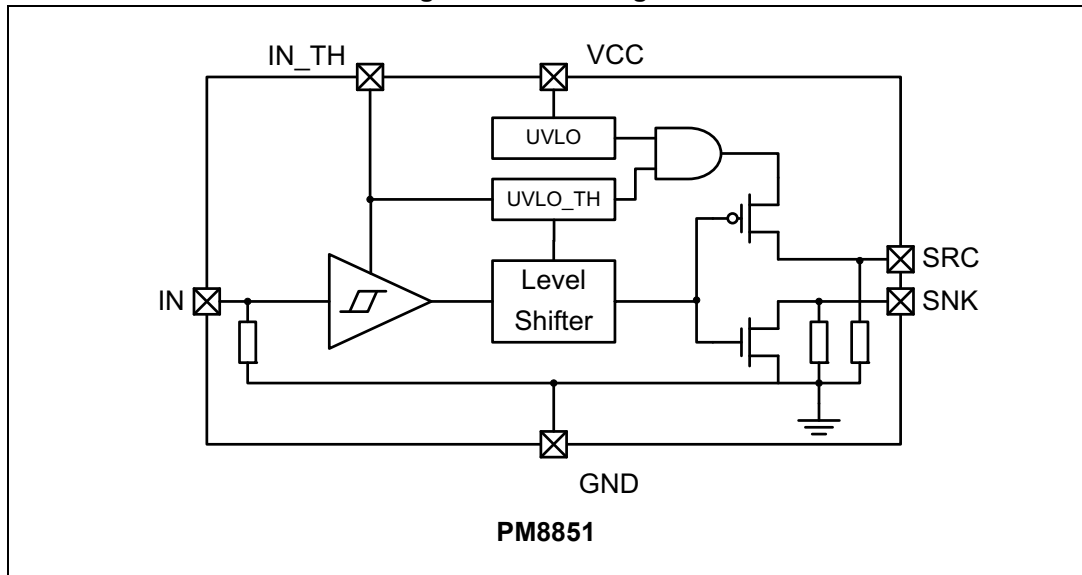 IN_TH
VCC
UVLO
UVLO_TH
IN
Level
Shifter
SRC
SNK
GND
PM8851